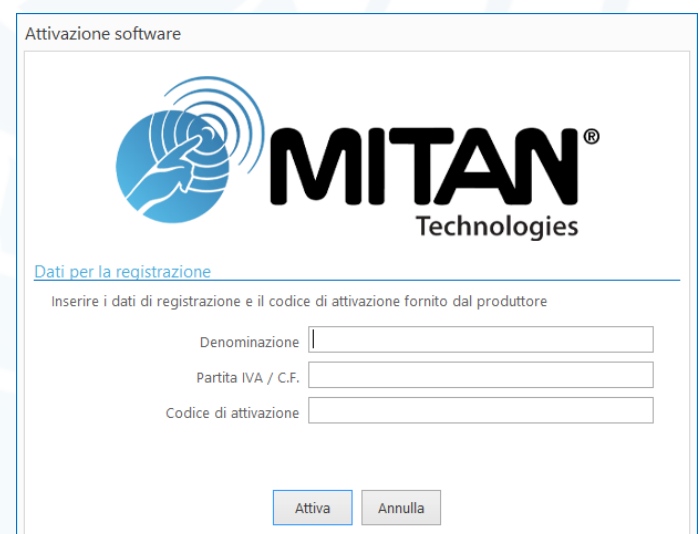 Attivazione software
MITAN®
Technologies
Dati per la registrazione
Inserire i dati di registrazione e il codice di attivazione fornito dal produttore
Denominazione
Partita IVA / C.F.
Codice di attivazione
Attiva Annulla